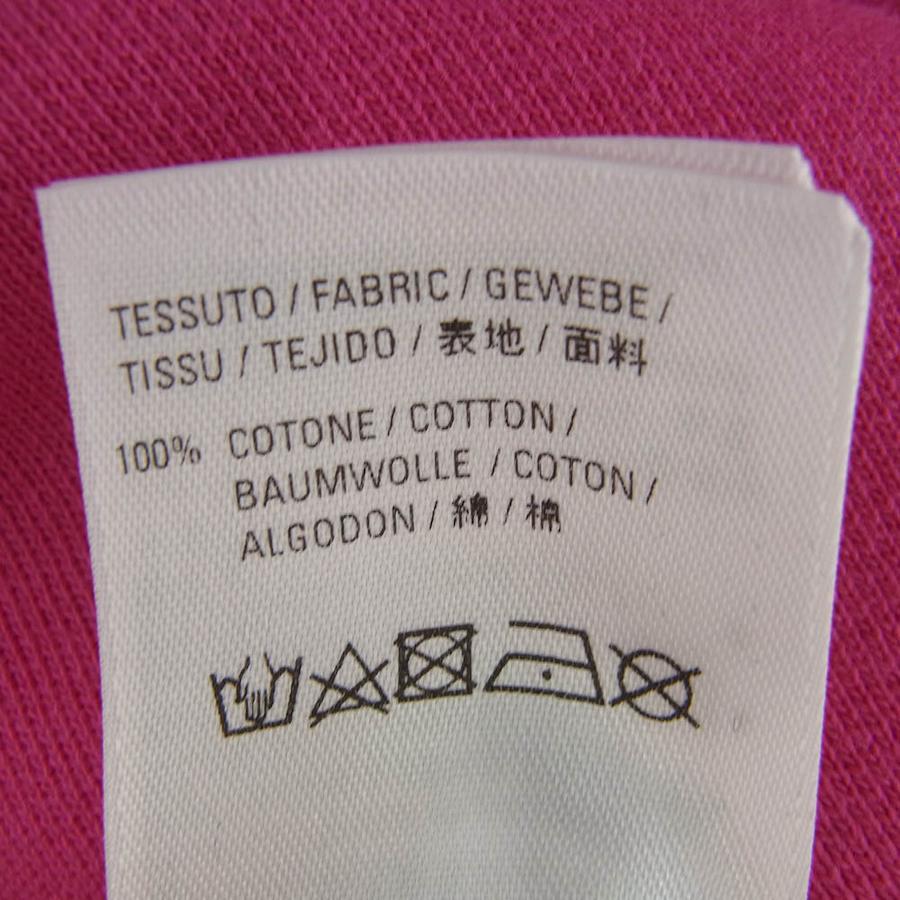 TESSUTO / FABRIC / GEWEBE /
TISSU / TEJIDO / 表地 / 面料
100% COTONE / COTTON /
BAUMWOLLE / COTON /
ALGODON / 綿 / 棉